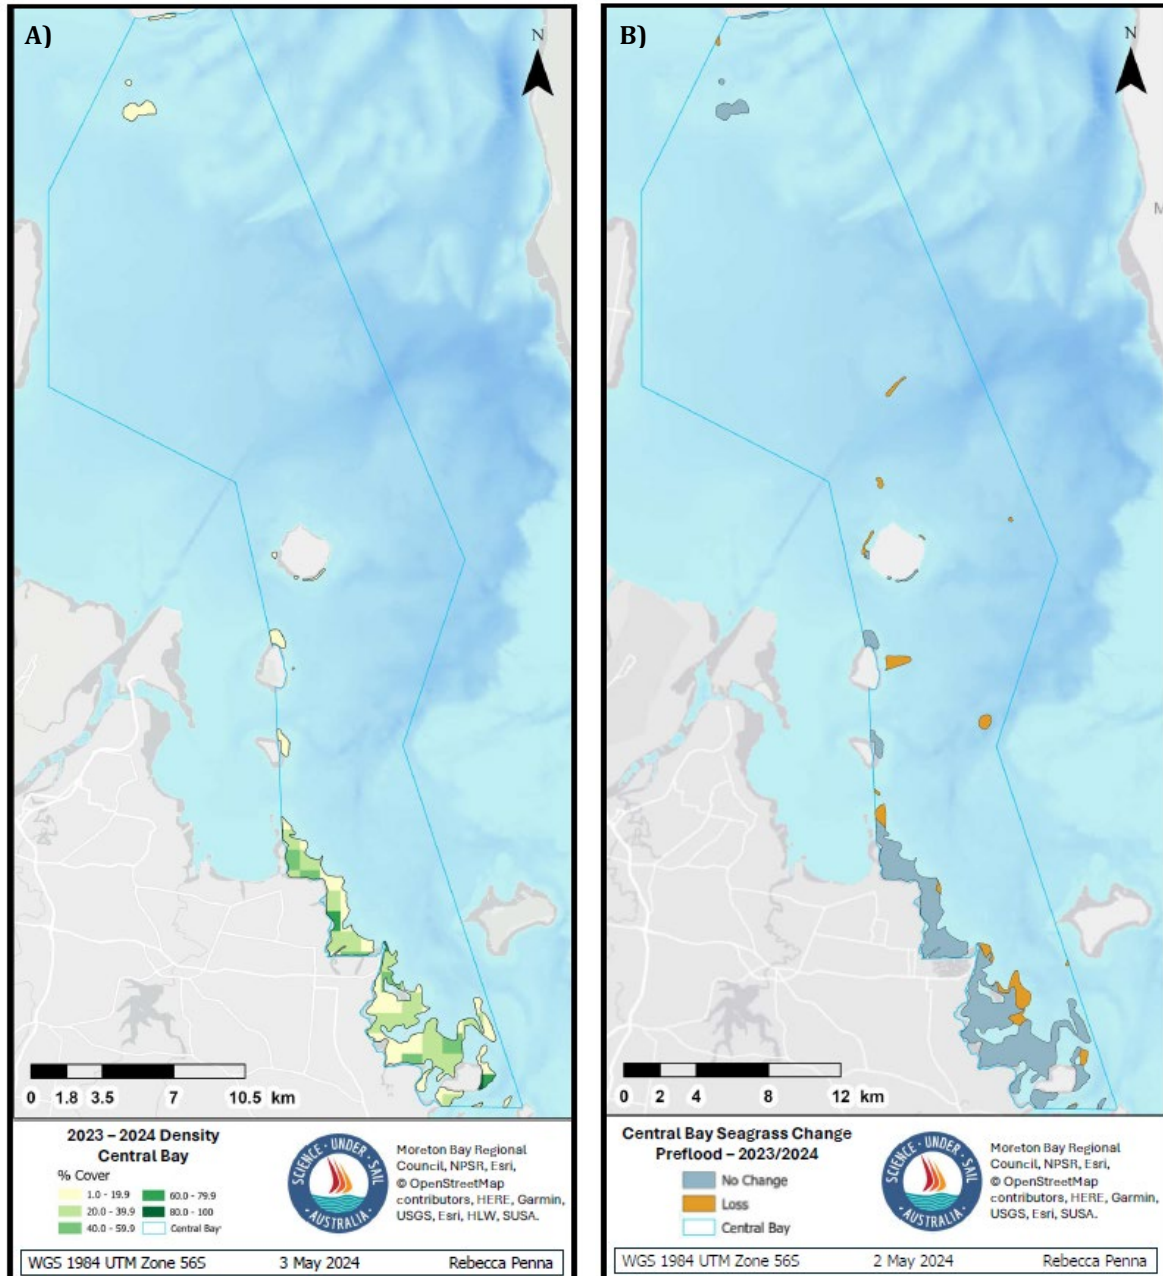 A)
N
0 1.8 3.5 7 10.5 km
2023 – 2024 Density
Central Bay
% Cover
1.0 - 19.9
20.0 - 39.9
40.0 - 59.9
60.0 - 79.9
80.0 - 100
Central Bay
SCIENCE · UNDER · SAIL
· AUSTRALIA ·
Moreton Bay Regional
Council, NPSR, Esri,
© OpenStreetMap
contributors, HERE, Garmin,
USGS, Esri, HLW, SUSA.
WGS 1984 UTM Zone 56S 3 May 2024 Rebecca Penna
B)
N
M
0 2 4 8 12 km
Central Bay Seagrass Change
Preflood – 2023/2024
No Change
Loss
Central Bay
SCIENCE · UNDER · SAIL
· AUSTRALIA ·
Moreton Bay Regional
Council, NPSR, Esri,
© OpenStreetMap
contributors, HERE, Garmin,
USGS, Esri, SUSA.
WGS 1984 UTM Zone 56S 2 May 2024 Rebecca Penna